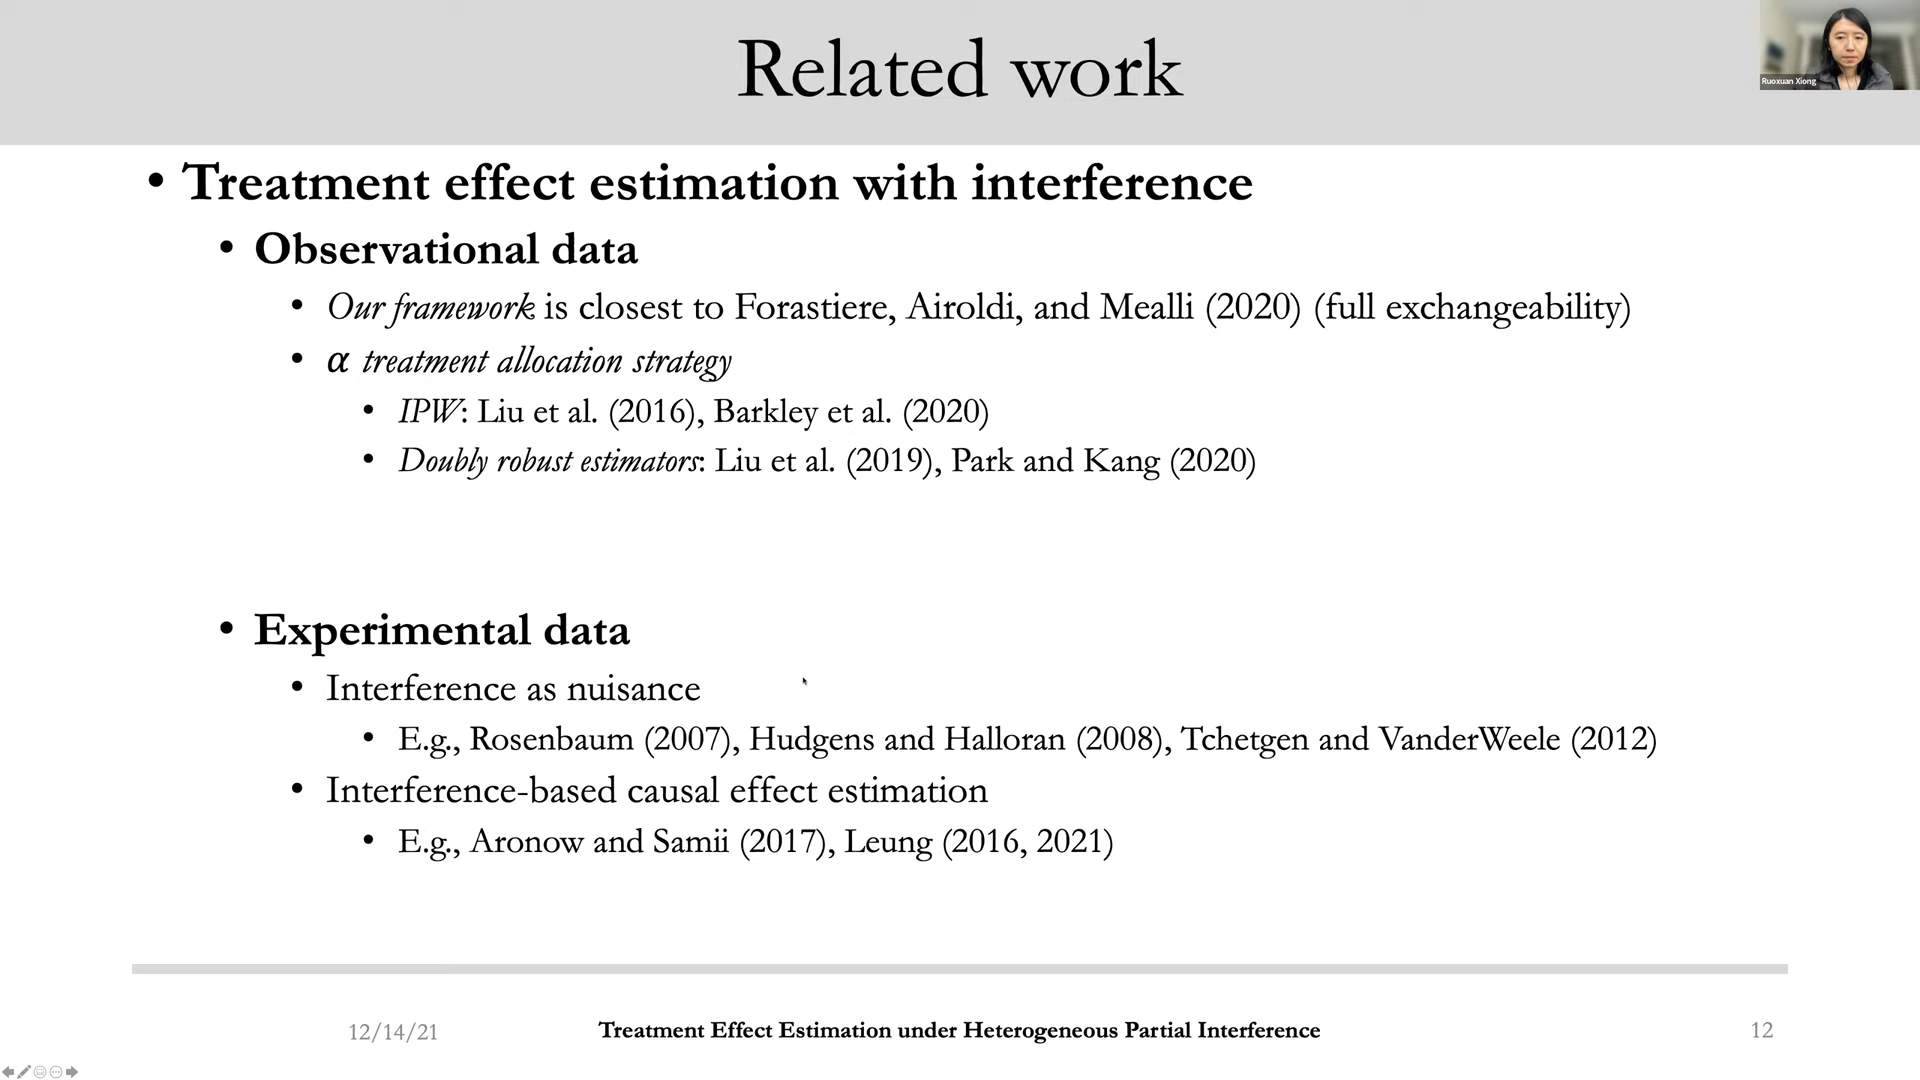 Related work
Ruoxuan Xiong
• Treatment effect estimation with interference
• Observational data
• Our framework is closest to Forastiere, Airoldi, and Mealli (2020) (full exchangeability)
• α treatment allocation strategy
• IPW: Liu et al. (2016), Barkley et al. (2020)
• Doubly robust estimators: Liu et al. (2019), Park and Kang (2020)
• Experimental data
• Interference as nuisance
• E.g., Rosenbaum (2007), Hudgens and Halloran (2008), Tchetgen and VanderWeele (2012)
• Interference-based causal effect estimation
• E.g., Aronow and Samii (2017), Leung (2016, 2021)
12/14/21
Treatment Effect Estimation under Heterogeneous Partial Interference
12